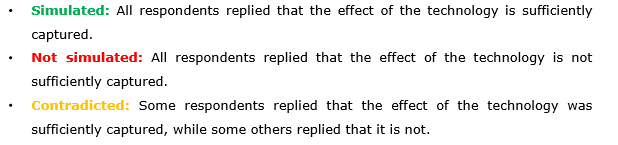 • Simulated: All respondents replied that the effect of the technology is sufficiently
captured.
• Not simulated: All respondents replied that the effect of the technology is not
sufficiently captured.
• Contradicted: Some respondents replied that the effect of the technology was
sufficiently captured, while some others replied that it is not.